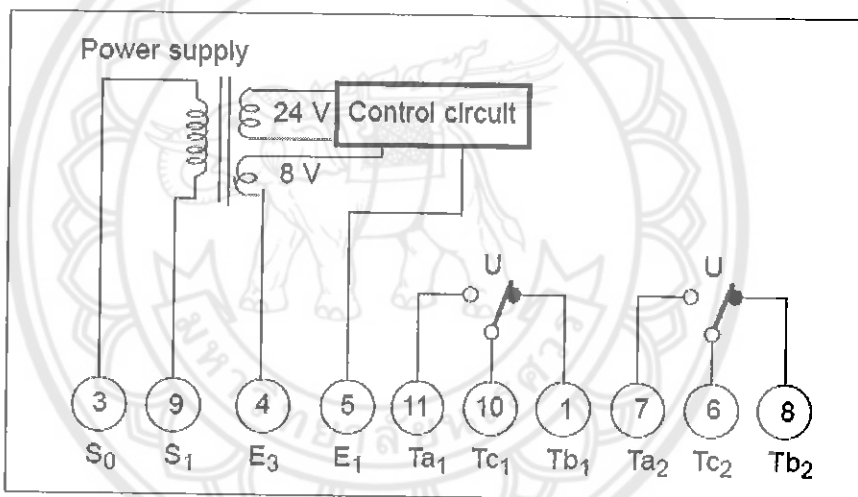 Power supply
24 V
Control circuit
8 V
U
U
3
9
4
5
11
10
1
7
6
8
S0
S1
E3
E1
Ta1
Tc1
Tb1
Ta2
Tc2
Tb2